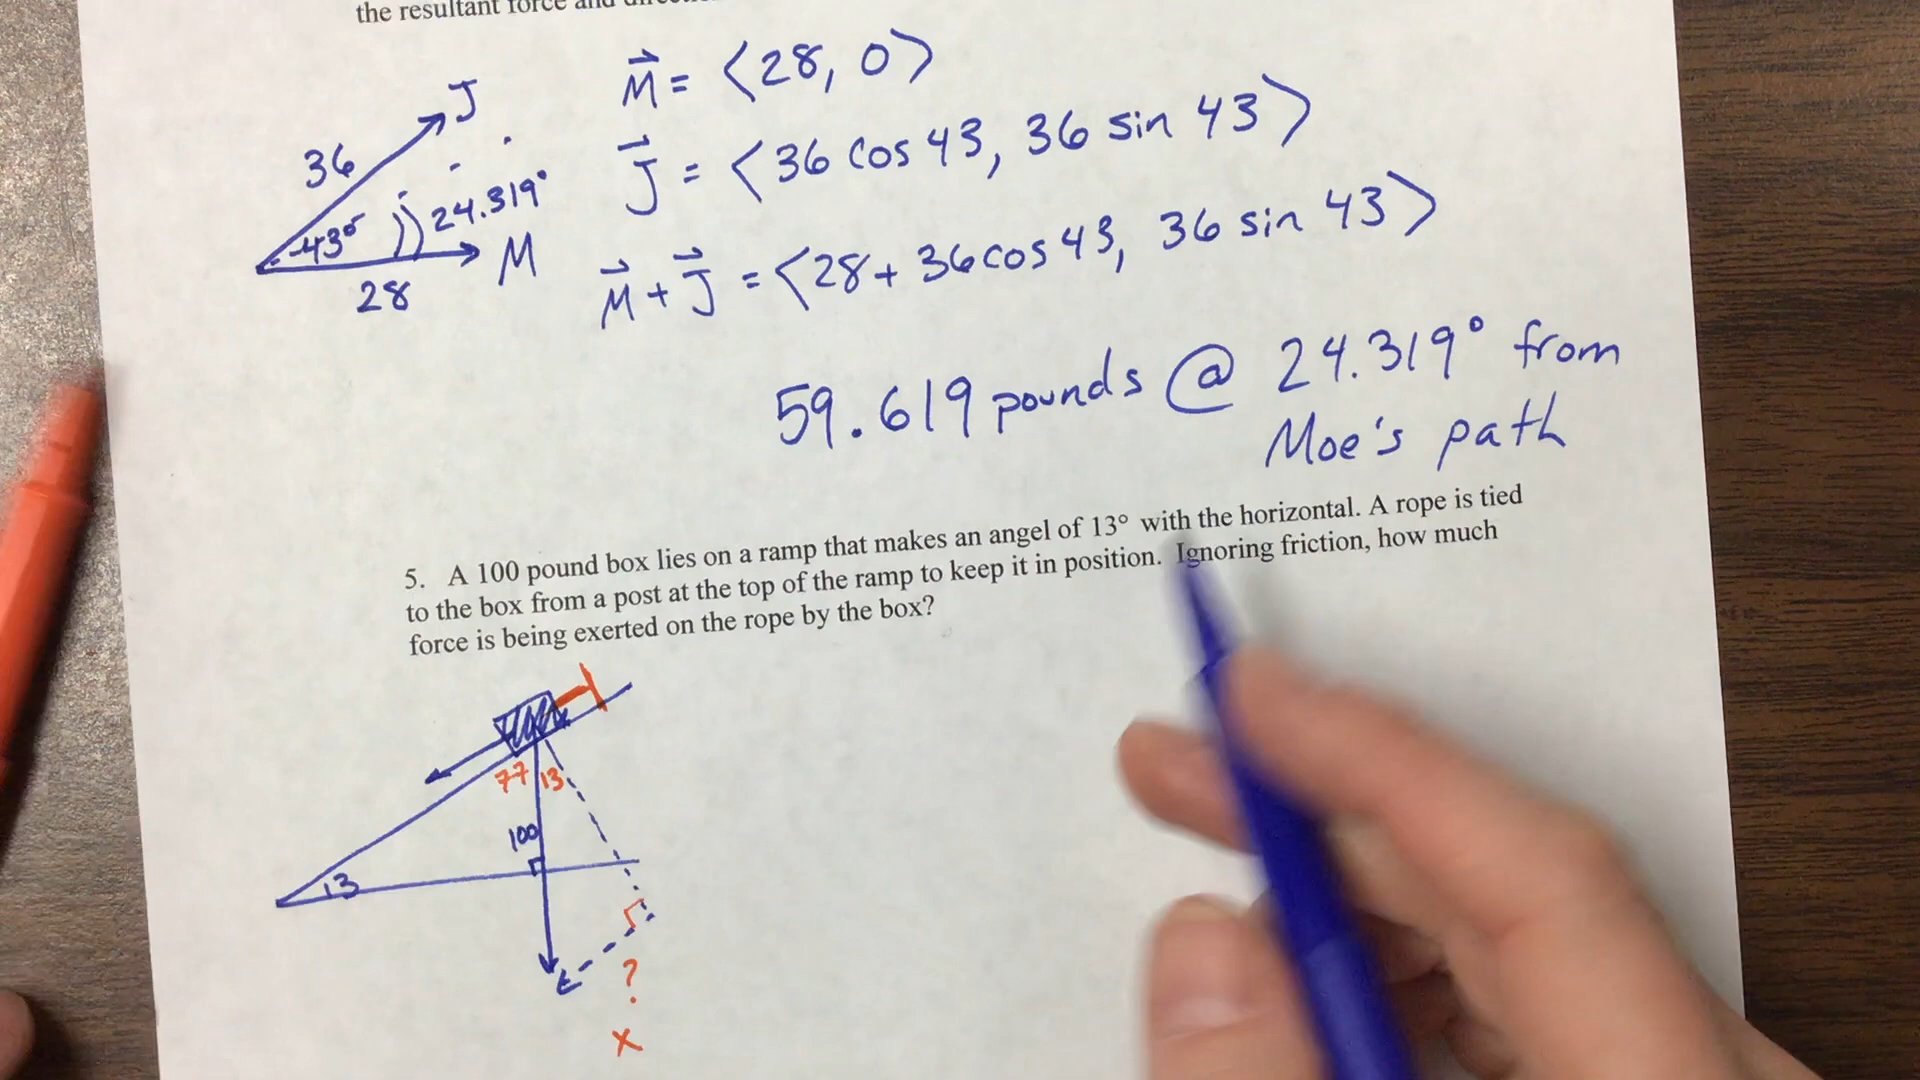 the resultant force and
J
36
43°
24.319°
M
28
M = ⟨28, 0⟩
J = ⟨36 cos 43, 36 sin 43⟩
M + J = ⟨28 + 36 cos 43, 36 sin 43⟩
59.619 pounds @ 24.319° from
Moe's path
5. A 100 pound box lies on a ramp that makes an angel of 13° with the horizontal. A rope is tied
to the box from a post at the top of the ramp to keep it in position. Ignoring friction, how much
force is being exerted on the rope by the box?
77 13
100
13
?
x